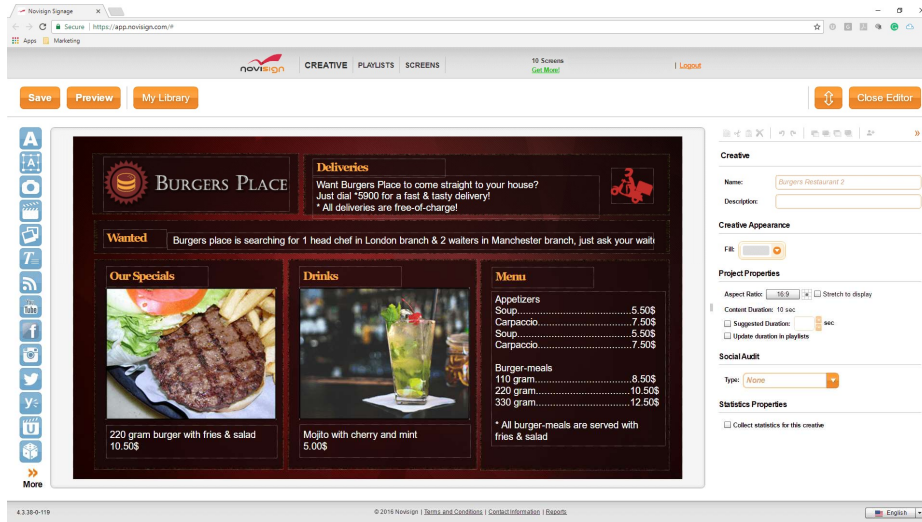 Novisign Signage
Secure | https://app.novisign.com/#
Apps Marketing
novisign CREATIVE PLAYLISTS SCREENS
10 Screens
Get More!
| Logout
Save Preview My Library Close Editor
BURGERS PLACE
Deliveries
Want Burgers Place to come straight to your house?
Just dial *5900 for a fast & tasty delivery!
* All deliveries are free-of-charge!
Wanted
Burgers place is searching for 1 head chef in London branch & 2 waiters in Manchester branch, just ask your waite
Our Specials
220 gram burger with fries & salad
10.50$
Drinks
Mojito with cherry and mint
5.00$
Menu
Appetizers
Soup..............................5.50$
Carpaccio.........................7.50$
Soup..............................5.50$
Carpaccio.........................7.50$
Burger-meals
110 gram..........................8.50$
220 gram.........................10.50$
330 gram.........................12.50$
* All burger-meals are served with
fries & salad
More
Creative
Name: Burgers Restaurant 2
Description:
Creative Appearance
Fill:
Project Properties
Aspect Ratio: 16:9 Stretch to display
Content Duration: 10 sec
Suggested Duration: sec
Update duration in playlists
Social Audit
Type: None
Statistics Properties
Collect statistics for this creative
4.3.38-0-119
© 2016 Novisign | Terms and Conditions | Contact Information | Reports
English